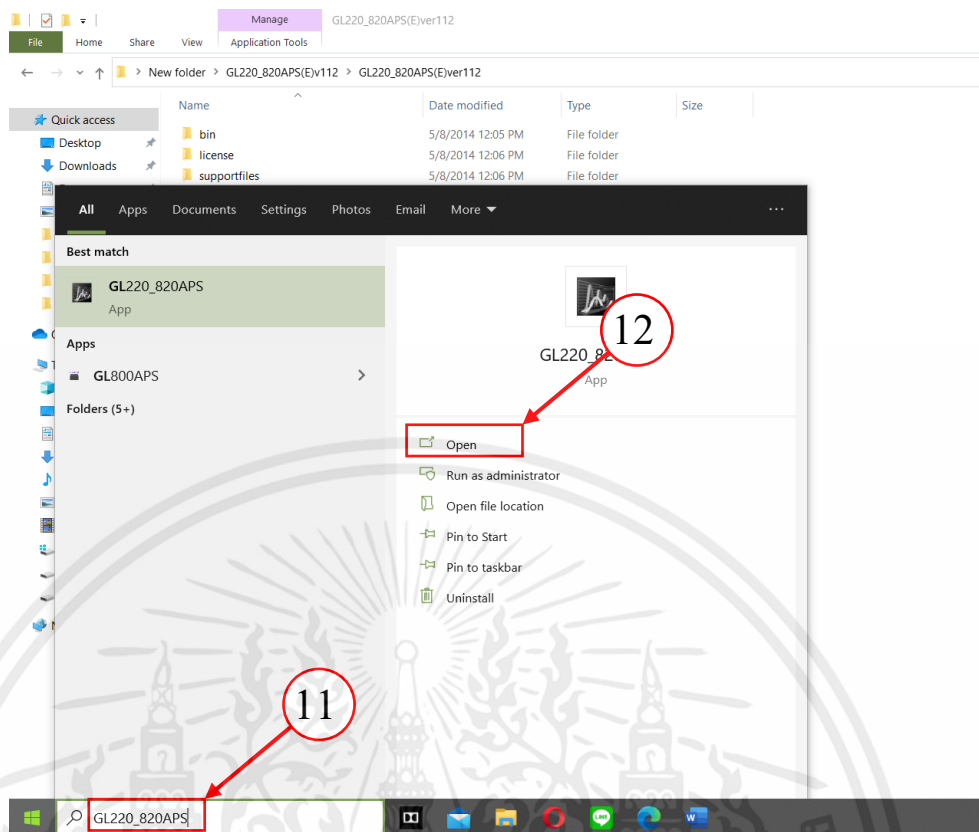 Manage
GL220_820APS(E)ver112
File
Home
Share
View
Application Tools
New folder > GL220_820APS(E)v112 > GL220_820APS(E)ver112
Name
Date modified
Type
Size
Quick access
bin
5/8/2014 12:05 PM
File folder
Desktop
license
5/8/2014 12:06 PM
File folder
Downloads
supportfiles
5/8/2014 12:06 PM
File folder
All
Apps
Documents
Settings
Photos
Email
More
Best match
GL220_820APS
App
Apps
GL800APS
Folders (5+)
12
GL220_82
App
Open
Run as administrator
Open file location
Pin to Start
Pin to taskbar
Uninstall
11
GL220_820APS